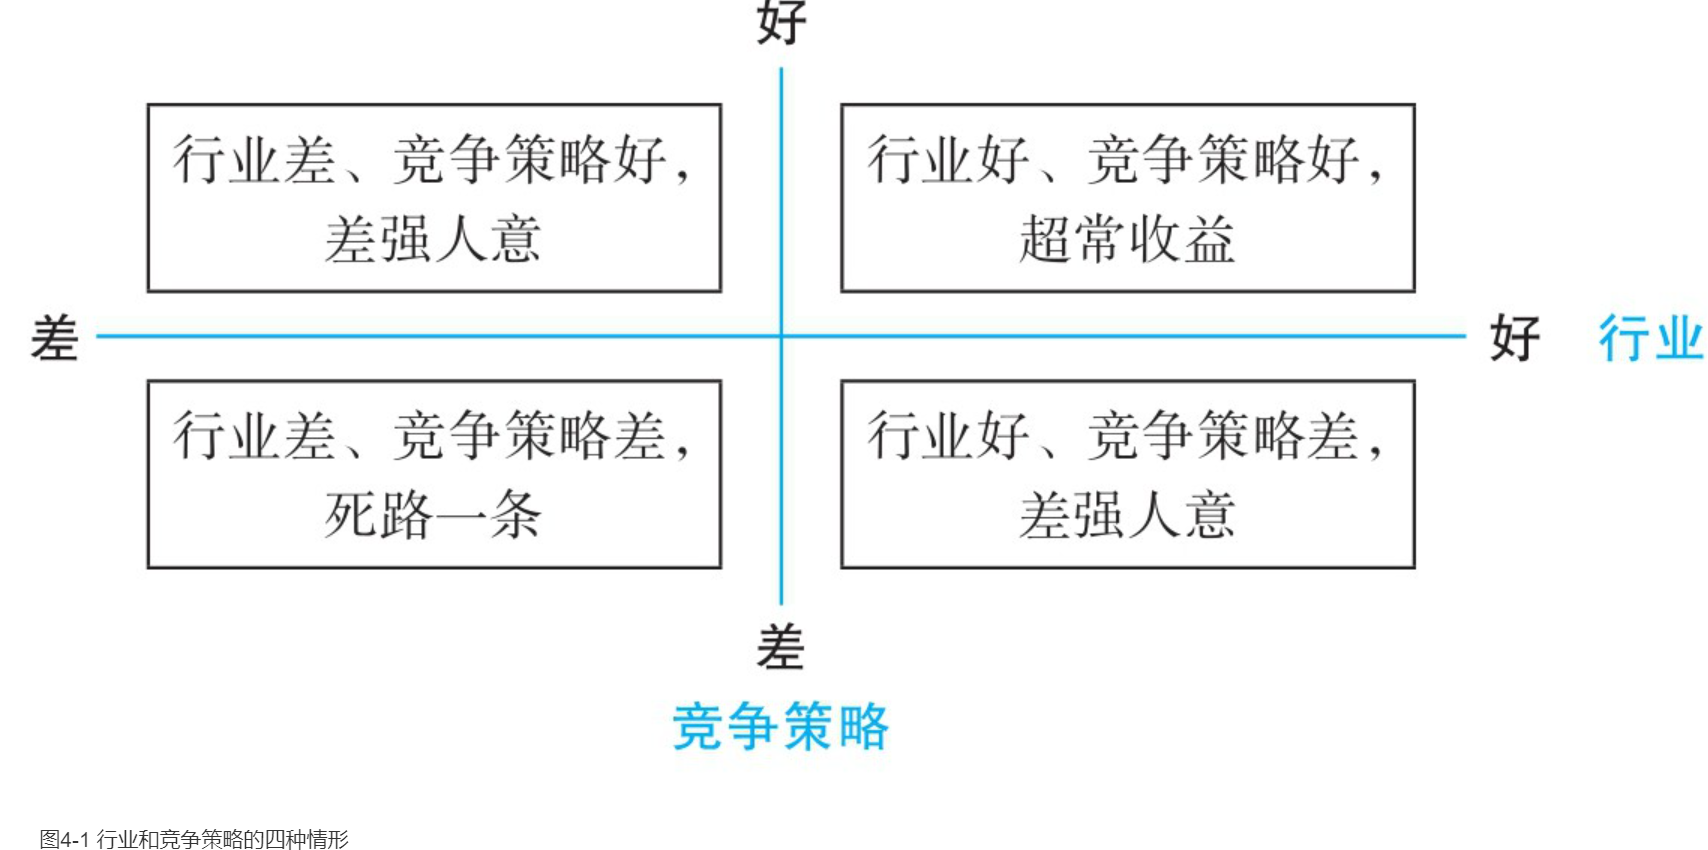 好
行业差、竞争策略好，
差强人意
行业好、竞争策略好，
超常收益
差
好 行业
行业差、竞争策略差，
死路一条
行业好、竞争策略差，
差强人意
差
竞争策略
图4-1 行业和竞争策略的四种情形